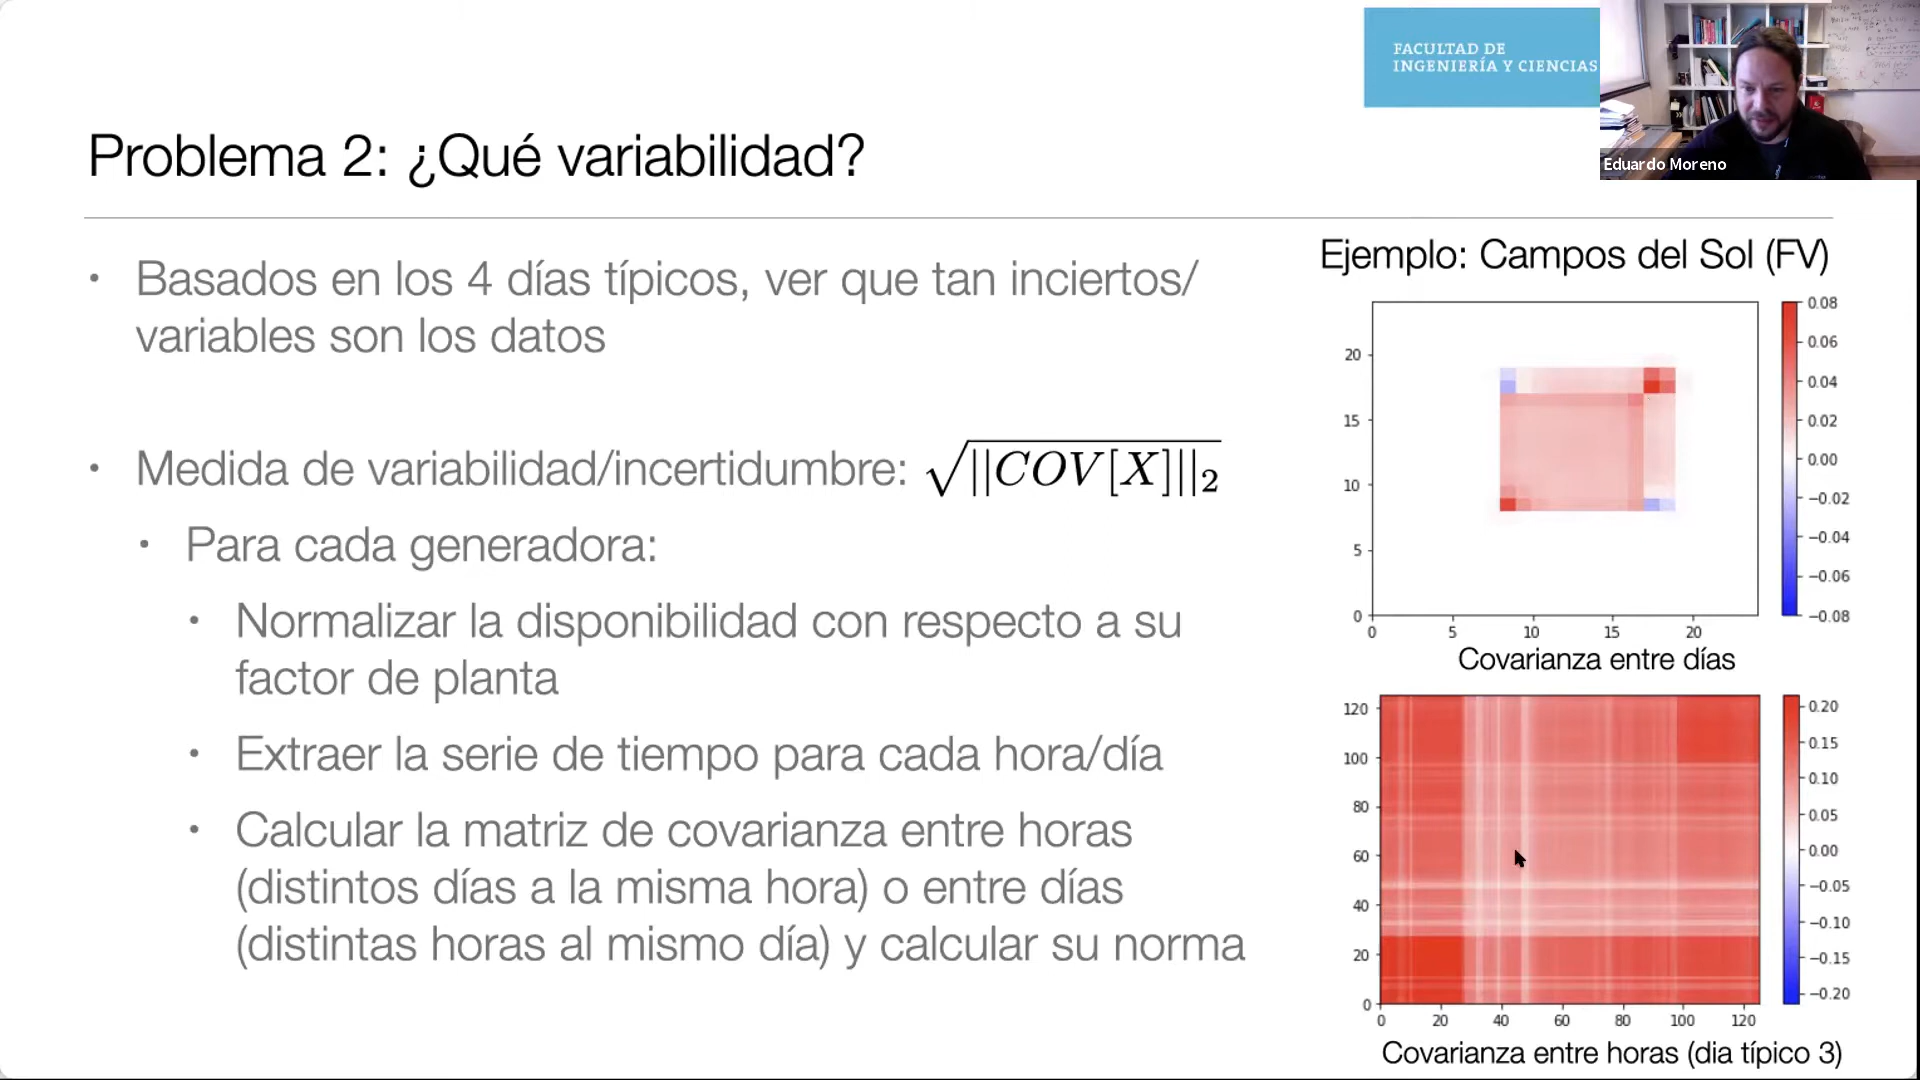 FACULTAD DE
INGENIERÍA Y CIENCIAS
Eduardo Moreno
Problema 2: ¿Qué variabilidad?
• Basados en los 4 días típicos, ver que tan inciertos/
variables son los datos
• Medida de variabilidad/incertidumbre: √||COV[X]||₂
• Para cada generadora:
• Normalizar la disponibilidad con respecto a su
factor de planta
• Extraer la serie de tiempo para cada hora/día
• Calcular la matriz de covarianza entre horas
(distintos días a la misma hora) o entre días
(distintas horas al mismo día) y calcular su norma
Ejemplo: Campos del Sol (FV)
20
15
10
5
0
0 5 10 15 20
0.08
0.06
0.04
0.02
0.00
−0.02
−0.04
−0.06
−0.08
Covarianza entre días
120
100
80
60
40
20
0
0 20 40 60 80 100 120
0.20
0.15
0.10
0.05
0.00
−0.05
−0.10
−0.15
−0.20
Covarianza entre horas (dia típico 3)